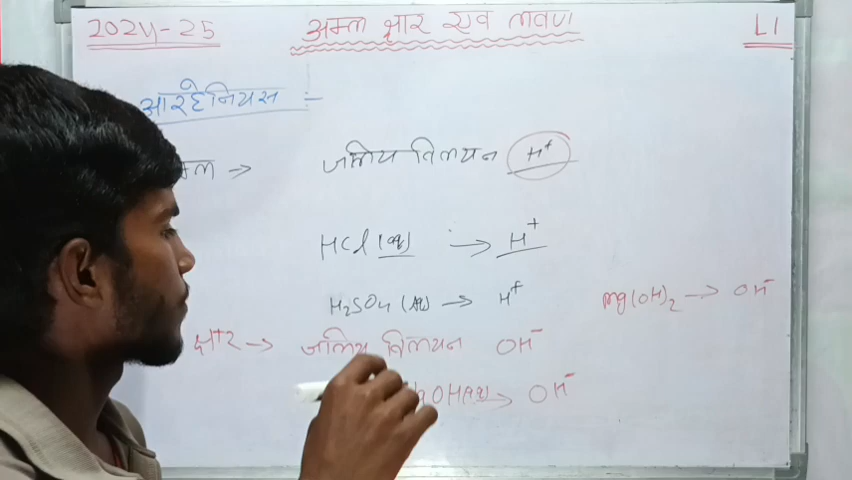 2024-25 अम्ल क्षार एवं लवण L1
आरहेनियस :-
म्ल → जलिय विलयन H⁺
HCl (aq) → H⁺
H₂SO₄ (Aq) → H⁺
Mg(OH)₂ → OH⁻
क्षार → जलिय विलयन OH⁻
OH(aq) → OH⁻